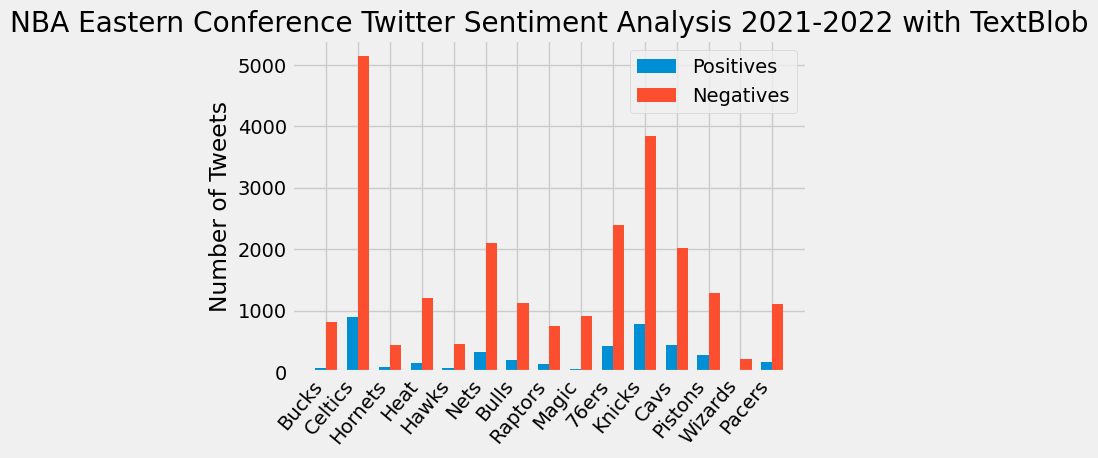 NBA Eastern Conference Twitter Sentiment Analysis 2021-2022 with TextBlob
Positives
Negatives
Number of Tweets
5000
4000
3000
2000
1000
0
Bucks
Celtics
Hornets
Heat
Hawks
Nets
Bulls
Raptors
Magic
76ers
Knicks
Cavs
Pistons
Wizards
Pacers